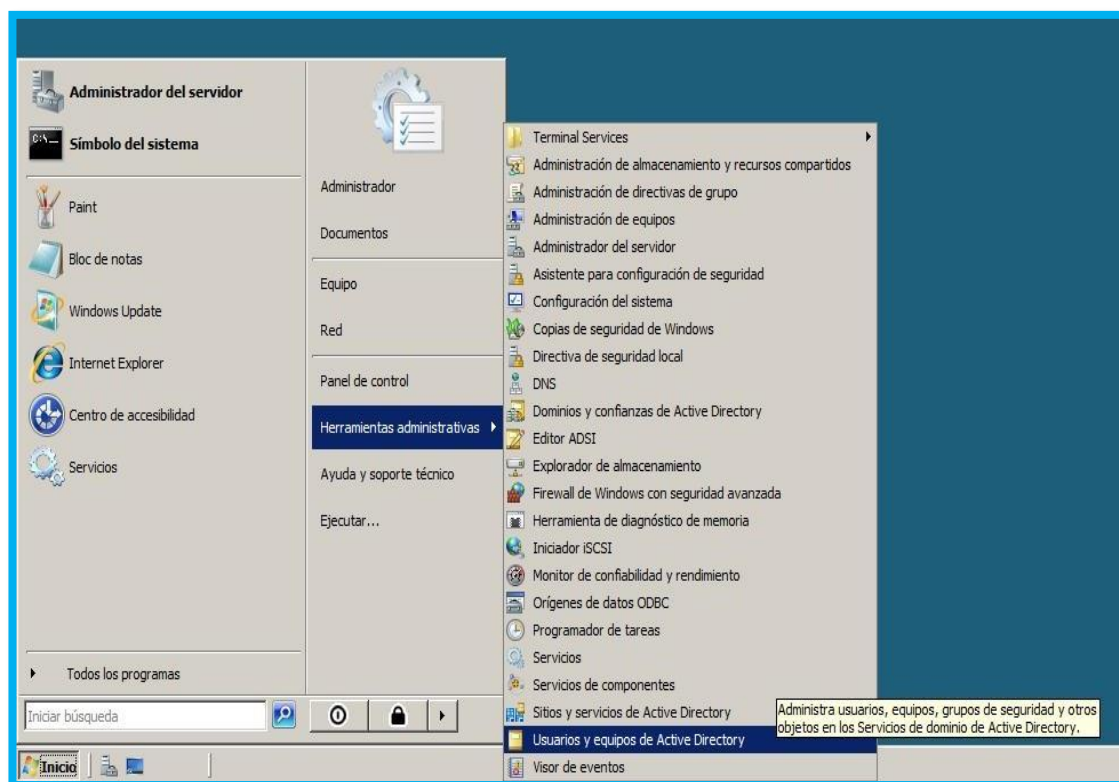 Administrador del servidor
Símbolo del sistema
Paint
Bloc de notas
Windows Update
Internet Explorer
Centro de accesibilidad
Servicios
Todos los programas
Iniciar búsqueda
Inicio
Administrador
Documentos
Equipo
Red
Panel de control
Herramientas administrativas
Ayuda y soporte técnico
Ejecutar...
Terminal Services
Administración de almacenamiento y recursos compartidos
Administración de directivas de grupo
Administración de equipos
Administrador del servidor
Asistente para configuración de seguridad
Configuración del sistema
Copias de seguridad de Windows
Directiva de seguridad local
DNS
Dominios y confianzas de Active Directory
Editor ADSI
Explorador de almacenamiento
Firewall de Windows con seguridad avanzada
Herramienta de diagnóstico de memoria
Iniciador iSCSI
Monitor de confiabilidad y rendimiento
Orígenes de datos ODBC
Programador de tareas
Servicios
Servicios de componentes
Sitios y servicios de Active Directory
Usuarios y equipos de Active Directory
Visor de eventos
Administra usuarios, equipos, grupos de seguridad y otros
objetos en los Servicios de dominio de Active Directory.